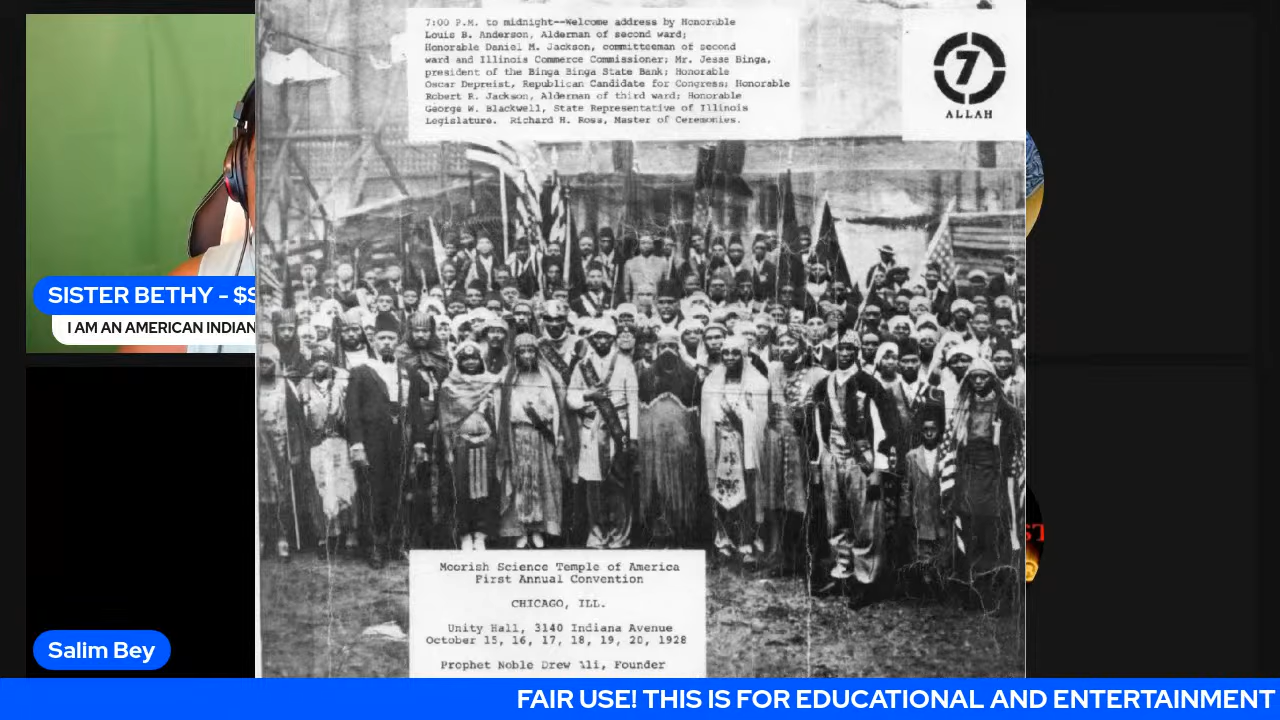 7:00 P.M. to midnight--Welcome address by Honorable
Louis B. Anderson, Alderman of second ward;
Honorable Daniel M. Jackson, committeeman of second
ward and Illinois Commerce Commissioner; Mr. Jesse Binga,
president of the Binga Binga State Bank; Honorable
Oscar Depreist, Republican Candidate for Congress; Honorable
Robert R. Jackson, Alderman of third ward; Honorable
George W. Blackwell, State Representative of Illinois
Legislature. Richard H. Ross, Master of Ceremonies.
7
ALLAH
SISTER BETHY - $S
I AM AN AMERICAN INDIAN
ST
Moorish Science Temple of America
First Annual Convention
CHICAGO, ILL.
Unity Hall, 3140 Indiana Avenue
October 15, 16, 17, 18, 19, 20, 1928
Prophet Noble Drew Ali, Founder
Salim Bey
FAIR USE! THIS IS FOR EDUCATIONAL AND ENTERTAINMENT